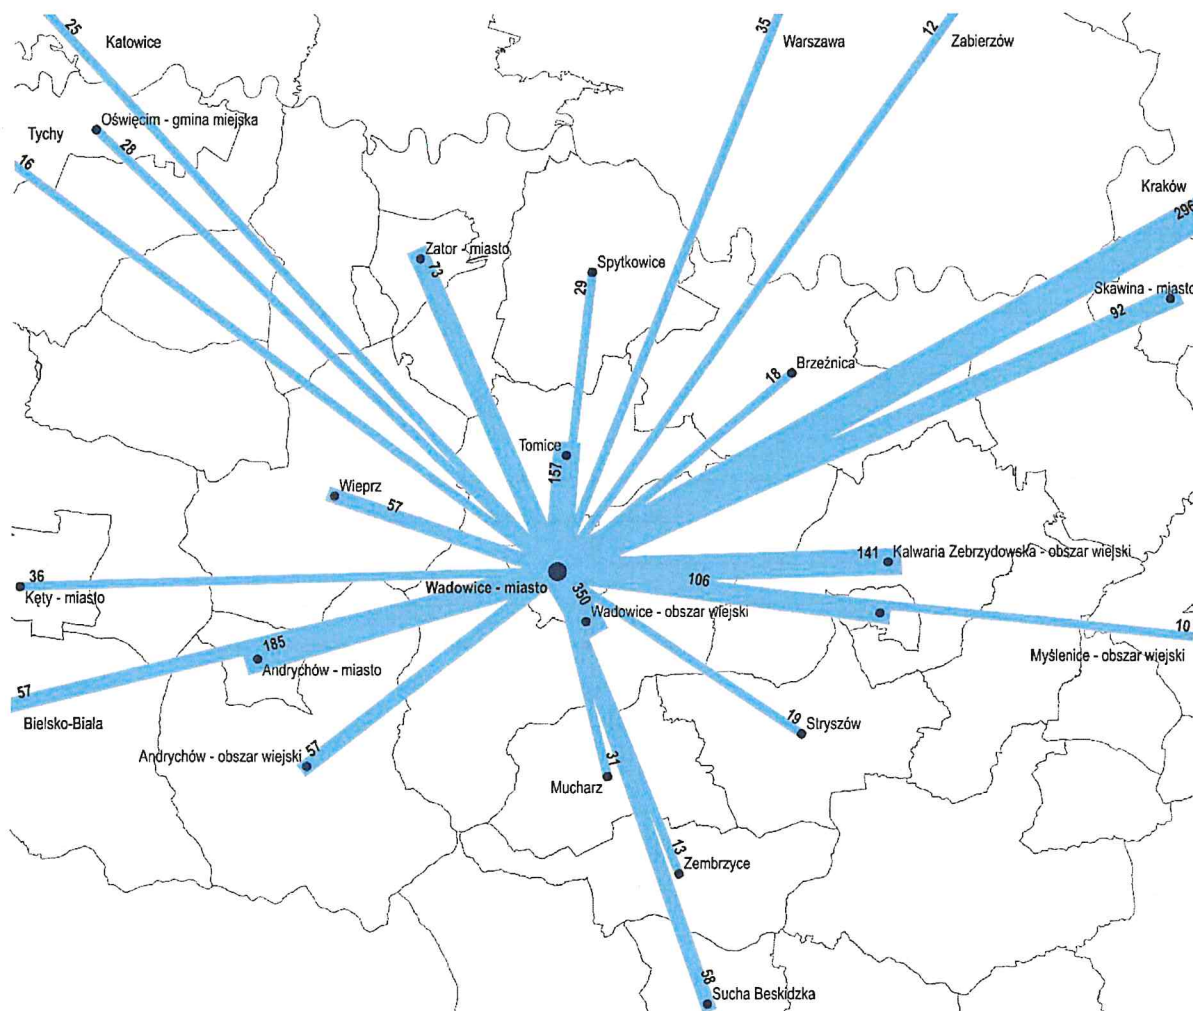 25
Katowice
35
Warszawa
12
Zabierzów
Oświęcim - gmina miejska
Tychy
28
16
Kraków
296
Zator - miasto
73
Spytkowice
29
Skawina - miasto
92
Brzeźnica
18
Tomice
157
Wieprz
57
141
Kalwaria Zebrzydowska - obszar wiejski
36
Kęty - miasto
Wadowice - miasto
106
350
Wadowice - obszar wiejski
10
Myślenice - obszar wiejski
185
Andrychów - miasto
57
Bielsko-Biala
19
Stryszów
Andrychów - obszar wiejski
57
31
Mucharz
13
Zembrzyce
58
Sucha Beskidzka